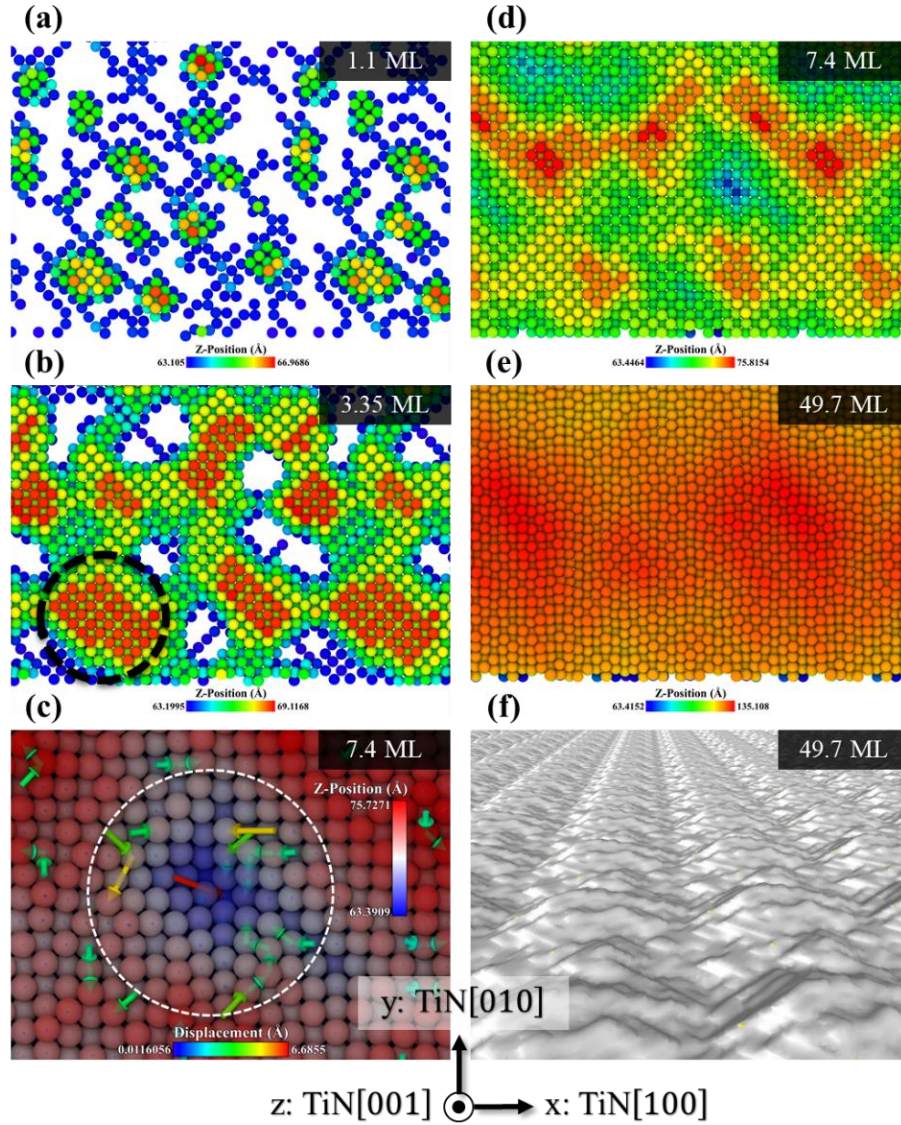 (a)
1.1 ML
Z-Position (Å)
63.105
66.9686
(b)
3.35 ML
Z-Position (Å)
63.1995
69.1168
(c)
7.4 ML
Z-Position (Å)
75.7271
63.3909
Displacement (Å)
0.0116056
6.6855
(d)
7.4 ML
Z-Position (Å)
63.4464
75.8154
(e)
49.7 ML
Z-Position (Å)
63.4152
135.108
(f)
49.7 ML
y: TiN[010]
z: TiN[001]
x: TiN[100]